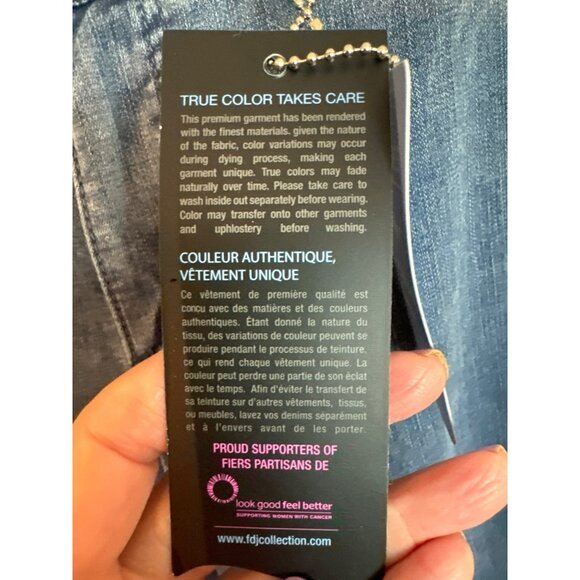 TRUE COLOR TAKES CARE
This premium garment has been rendered
with the finest materials. given the nature
of the fabric, color variations may occur
during dying process, making each
garment unique. True colors may fade
naturally over time. Please take care to
wash inside out separately before wearing.
Color may transfer onto other garments
and uphlostery before washing.
COULEUR AUTHENTIQUE,
VÊTEMENT UNIQUE
Ce vêtement de première qualité est
conçu avec des matières et des couleurs
authentiques. Étant donné la nature du
tissu, des variations de couleur peuvent se
produire pendant le processus de teinture,
ce qui rend chaque vêtement unique. La
couleur peut perdre une partie de son éclat
avec le temps. Afin d'éviter le transfert de
sa teinture sur d'autres vêtements, tissus,
ou meubles, lavez vos denims séparément
et à l'envers avant de les porter.
PROUD SUPPORTERS OF
FIERS PARTISANS DE
look good feel better
SUPPORTING WOMEN WITH CANCER
www.fdjcollection.com